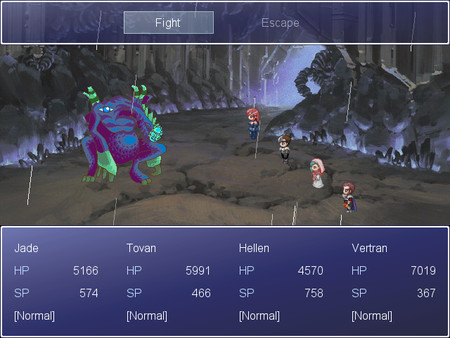 Fight Escape
Jade Tovan Hellen Vertran
HP 5166 HP 5991 HP 4570 HP 7019
SP 574 SP 466 SP 758 SP 367
[Normal] [Normal] [Normal] [Normal]